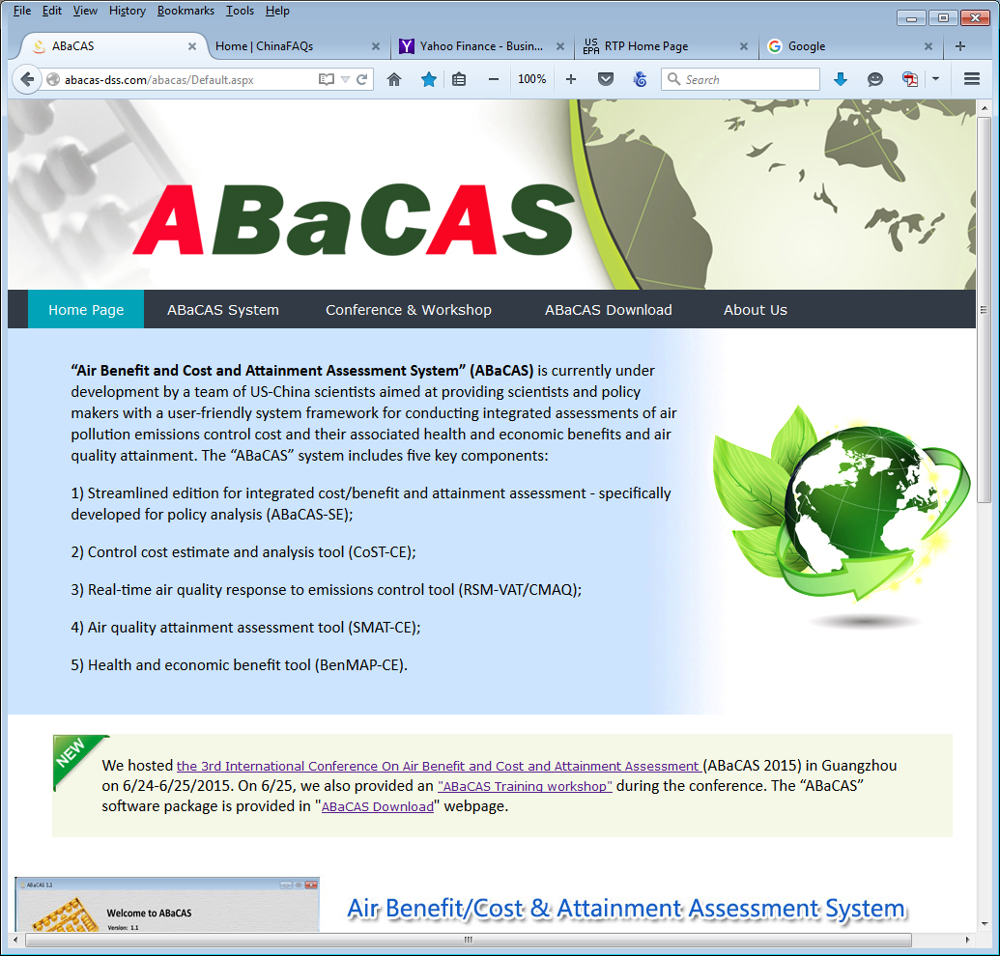 File Edit View History Bookmarks Tools Help
ABaCAS
Home | ChinaFAQs
Yahoo Finance - Busin...
US EPA RTP Home Page
Google
abacas-dss.com/abacas/Default.aspx
100%
Search
ABaCAS
Home Page
ABaCAS System
Conference & Workshop
ABaCAS Download
About Us
“Air Benefit and Cost and Attainment Assessment System” (ABaCAS) is currently under
development by a team of US-China scientists aimed at providing scientists and policy
makers with a user-friendly system framework for conducting integrated assessments of air
pollution emissions control cost and their associated health and economic benefits and air
quality attainment. The “ABaCAS” system includes five key components:
1) Streamlined edition for integrated cost/benefit and attainment assessment - specifically
developed for policy analysis (ABaCAS-SE);
2) Control cost estimate and analysis tool (CoST-CE);
3) Real-time air quality response to emissions control tool (RSM-VAT/CMAQ);
4) Air quality attainment assessment tool (SMAT-CE);
5) Health and economic benefit tool (BenMAP-CE).
NEW
We hosted the 3rd International Conference On Air Benefit and Cost and Attainment Assessment (ABaCAS 2015) in Guangzhou
on 6/24-6/25/2015. On 6/25, we also provided an "ABaCAS Training workshop" during the conference. The “ABaCAS”
software package is provided in "ABaCAS Download" webpage.
ABaCAS 1.1
Welcome to ABaCAS
Version: 1.1
Air Benefit/Cost & Attainment Assessment System